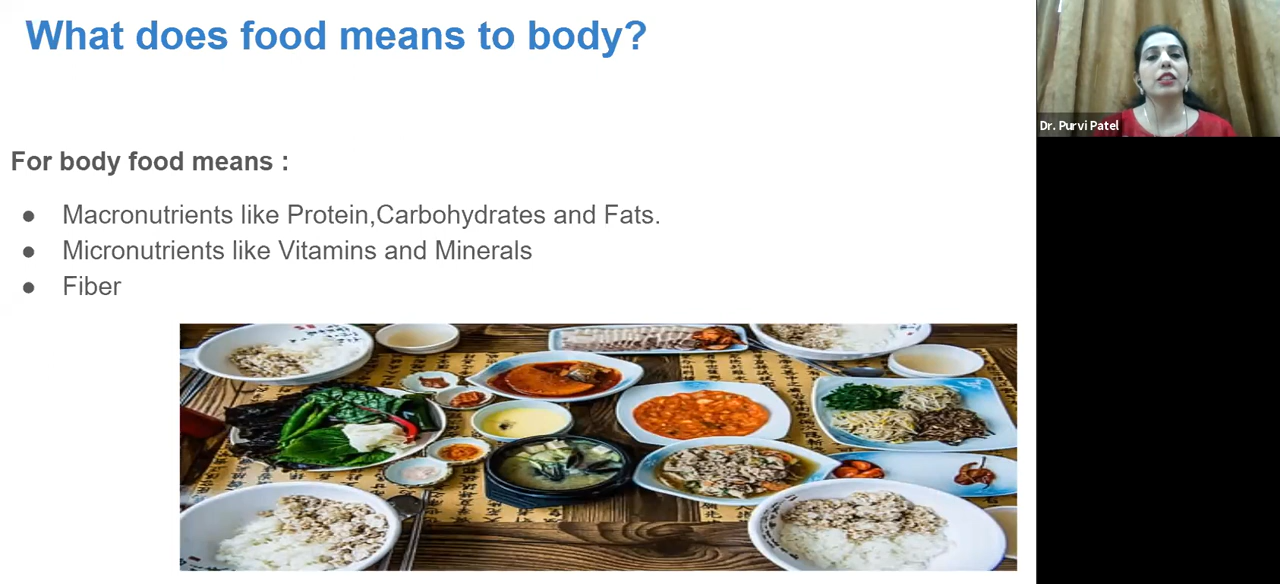 What does food means to body?
For body food means :
● Macronutrients like Protein,Carbohydrates and Fats.
● Micronutrients like Vitamins and Minerals
● Fiber
Dr. Purvi Patel